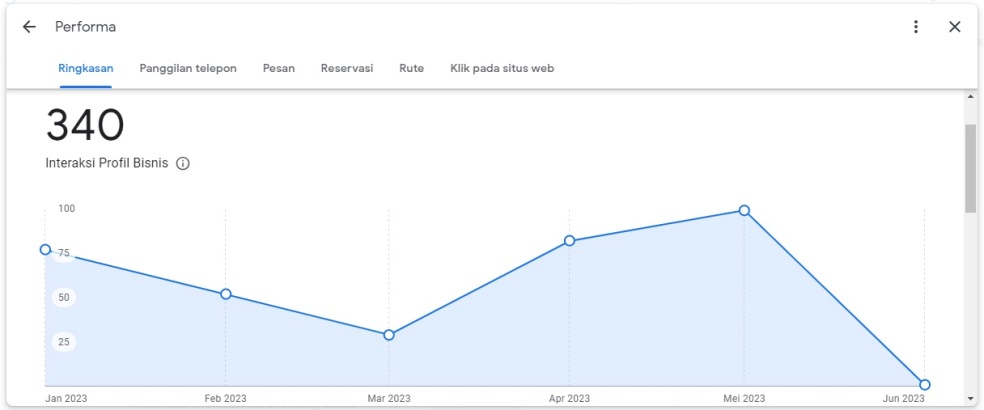 Performa
Ringkasan Panggilan telepon Pesan Reservasi Rute Klik pada situs web
340
Interaksi Profil Bisnis
100
75
50
25
Jan 2023 Feb 2023 Mar 2023 Apr 2023 Mei 2023 Jun 2023